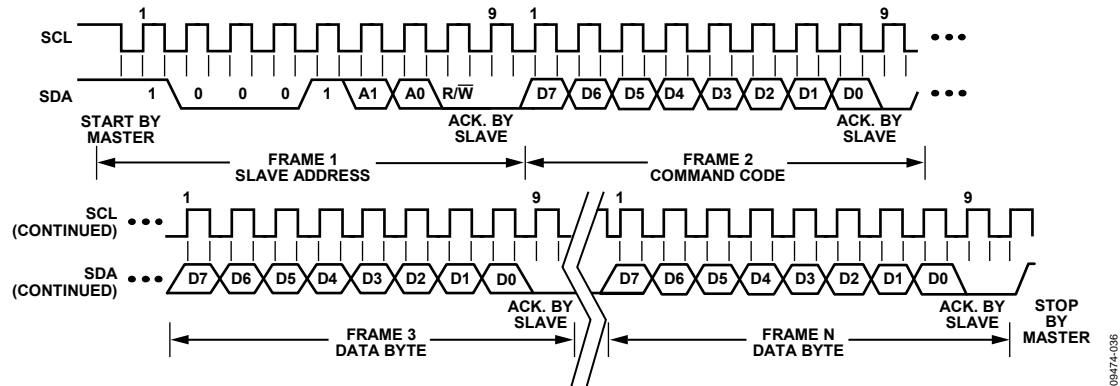 1 9 1 9
SCL
SDA 1 0 0 0 1 A1 A0 R/W̅ D7 D6 D5 D4 D3 D2 D1 D0
START BY MASTER
ACK. BY SLAVE
ACK. BY SLAVE
FRAME 1
SLAVE ADDRESS
FRAME 2
COMMAND CODE
1 9 1 9
SCL
(CONTINUED)
SDA
(CONTINUED)
D7 D6 D5 D4 D3 D2 D1 D0 D7 D6 D5 D4 D3 D2 D1 D0
ACK. BY
SLAVE
ACK. BY
SLAVE
STOP
BY
MASTER
FRAME 3
DATA BYTE
FRAME N
DATA BYTE
09474-036